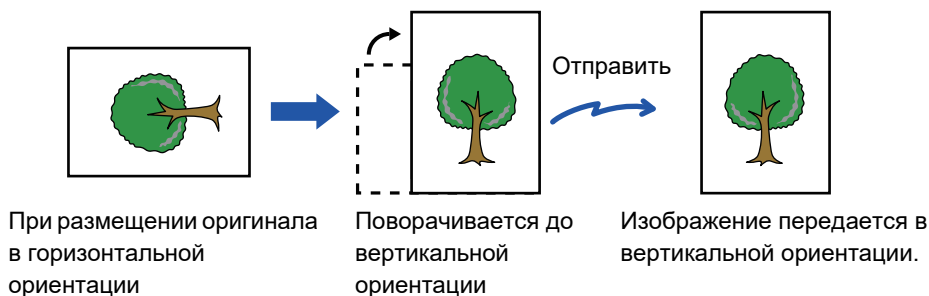 Отправить
При размещении оригинала
в горизонтальной
ориентации
Поворачивается до
вертикальной
ориентации
Изображение передается в
вертикальной ориентации.